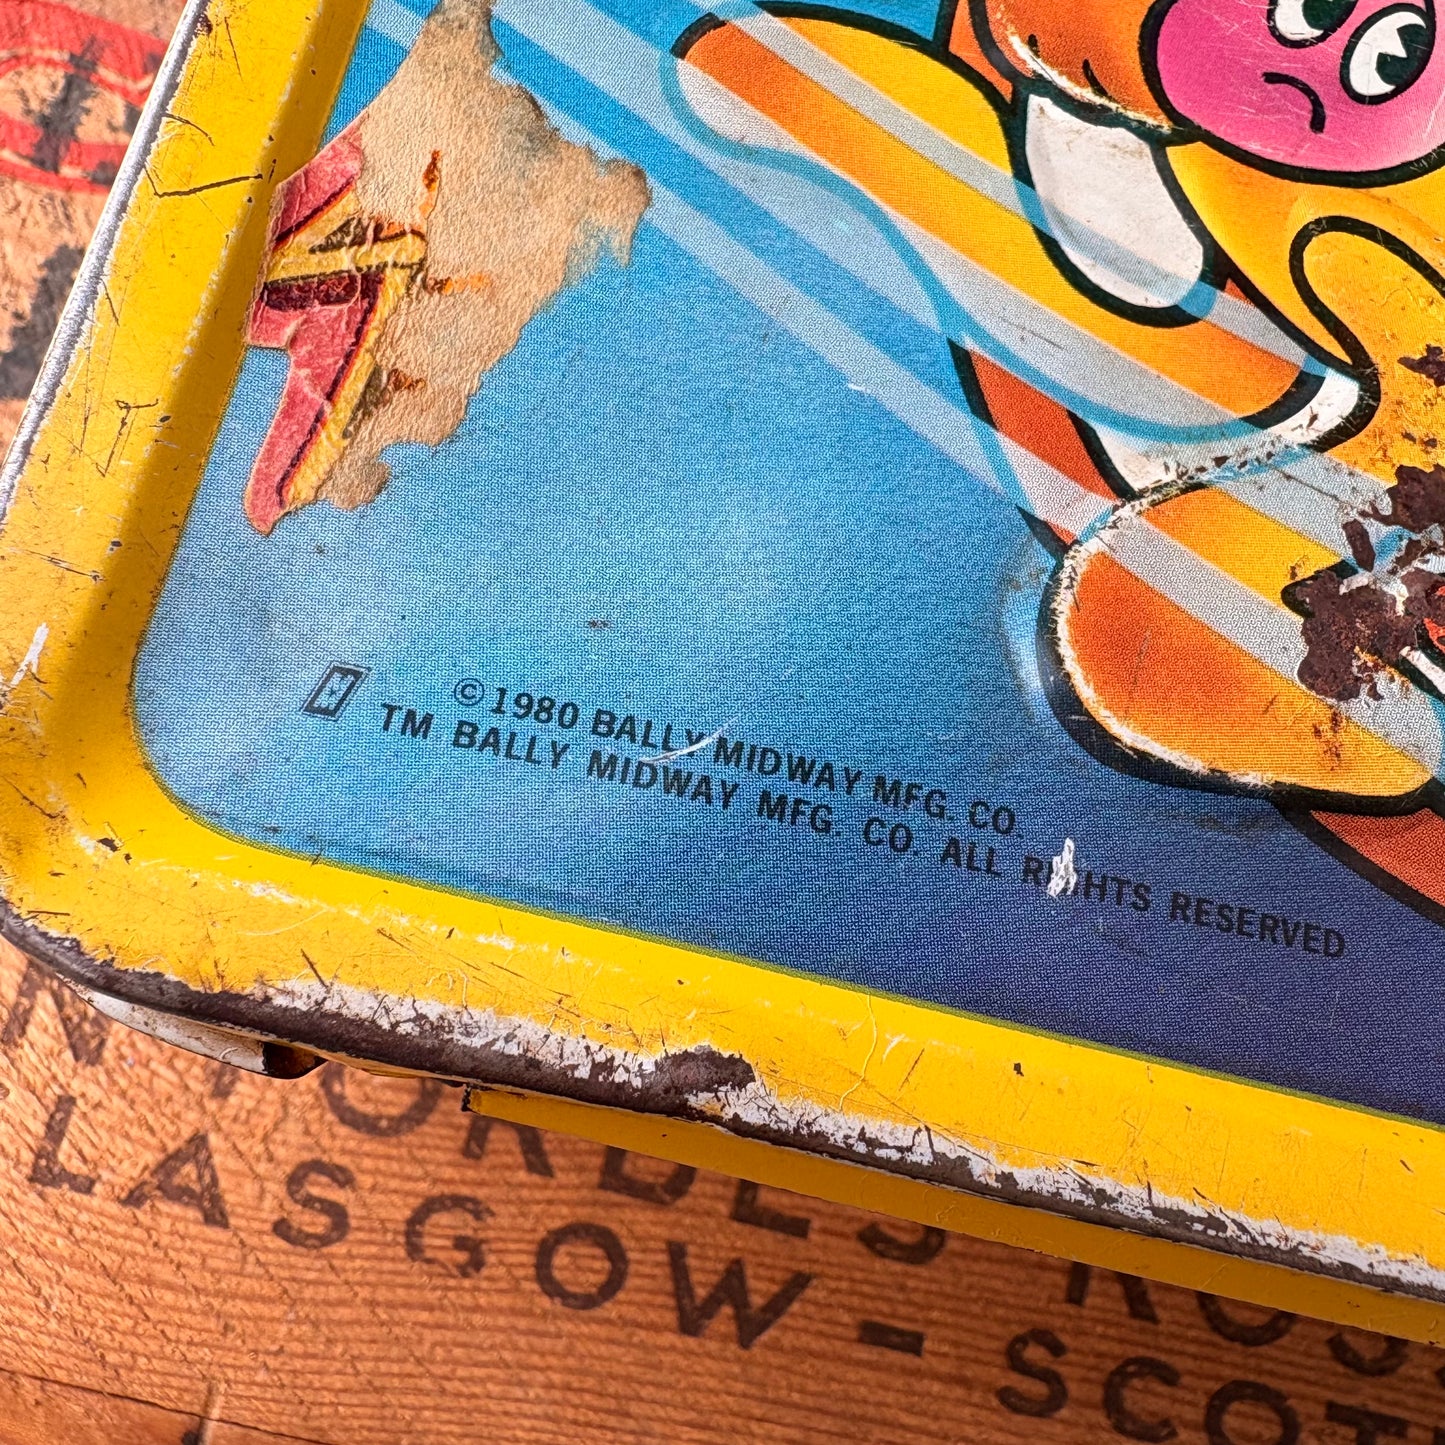 © 1980 BALLY MIDWAY MFG. CO.
TM BALLY MIDWAY MFG. CO. ALL RIGHTS RESERVED
GLASGOW – SCOT